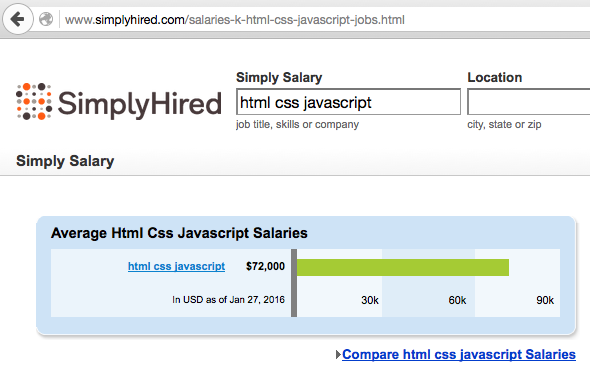 www.simplyhired.com/salaries-k-html-css-javascript-jobs.html
Simply Salary
Location
SimplyHired
html css javascript
job title, skills or company
city, state or zip
Simply Salary
Average Html Css Javascript Salaries
html css javascript $72,000
In USD as of Jan 27, 2016
30k 60k 90k
Compare html css javascript Salaries